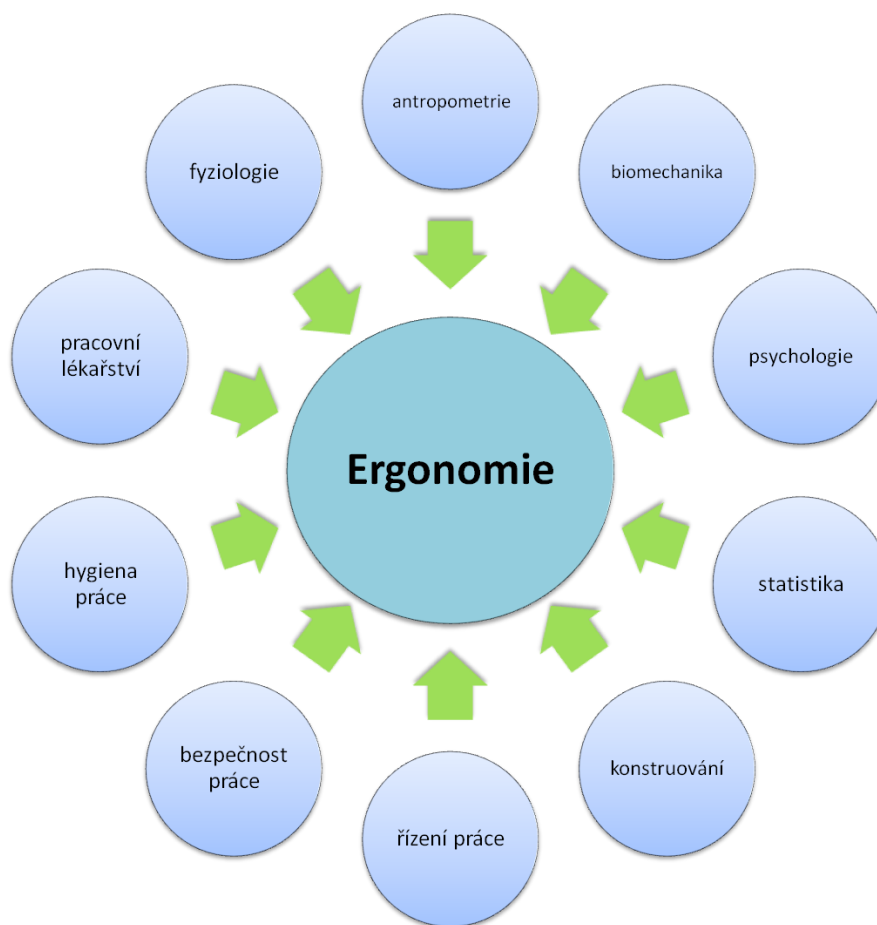 antropometrie
fyziologie
biomechanika
pracovní
lékařství
psychologie
Ergonomie
hygiena
práce
statistika
bezpečnost
práce
konstruování
řízení práce